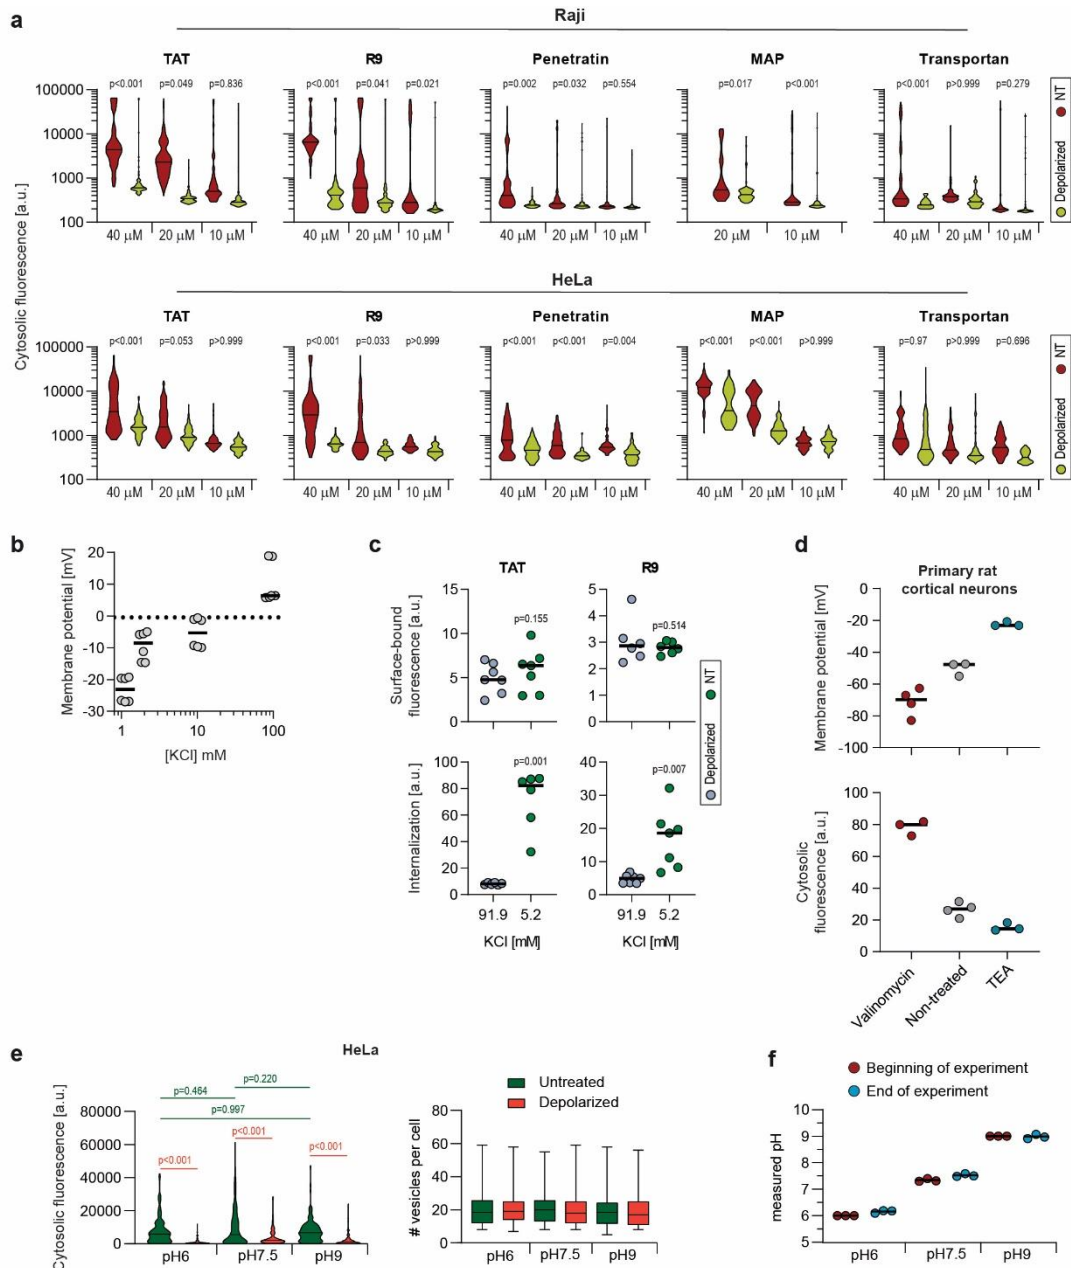 a
Raji
TAT
R9
Penetratin
MAP
Transportan
p<0.001 p=0.049 p=0.836
p<0.001 p=0.041 p=0.021
p=0.002 p=0.032 p=0.554
p=0.017 p<0.001
p<0.001 p>0.999 p=0.279
100000
10000
1000
100
40 µM 20 µM 10 µM
40 µM 20 µM 10 µM
40 µM 20 µM 10 µM
20 µM 10 µM
40 µM 20 µM 10 µM
Depolarized NT
Cytosolic fluorescence [a.u.]
HeLa
TAT
R9
Penetratin
MAP
Transportan
p<0.001 p=0.053 p>0.999
p<0.001 p=0.033 p>0.999
p<0.001 p<0.001 p=0.004
p<0.001 p<0.001 p>0.999
p=0.97 p>0.999 p=0.696
100000
10000
1000
100
40 µM 20 µM 10 µM
40 µM 20 µM 10 µM
40 µM 20 µM 10 µM
40 µM 20 µM 10 µM
40 µM 20 µM 10 µM
Depolarized NT
b
Membrane potential [mV]
20
10
0
-10
-20
-30
1 10 100
[KCl] mM
c
TAT
R9
Surface-bound
fluorescence [a.u.]
15
10
5
0
p=0.155
5
4
3
2
1
0
p=0.514
Internalization [a.u.]
100
80
60
40
20
0
p=0.001
40
30
20
10
0
p=0.007
91.9 5.2
KCl [mM]
91.9 5.2
KCl [mM]
Depolarized NT
d
Primary rat
cortical neurons
Membrane potential [mV]
0
-20
-40
-60
-80
-100
Cytosolic
fluorescence [a.u.]
100
80
60
40
20
0
Valinomycin
Non-treated
TEA
e
HeLa
Cytosolic fluorescence [a.u.]
80000
60000
40000
20000
0
p=0.220
p=0.464
p=0.997
p<0.001
p<0.001
p<0.001
pH6 pH7.5 pH9
Untreated
Depolarized
# vesicles per cell
80
60
40
20
0
pH6 pH7.5 pH9
f
Beginning of experiment
End of experiment
measured pH
10
9
8
7
6
5
pH6 pH7.5 pH9